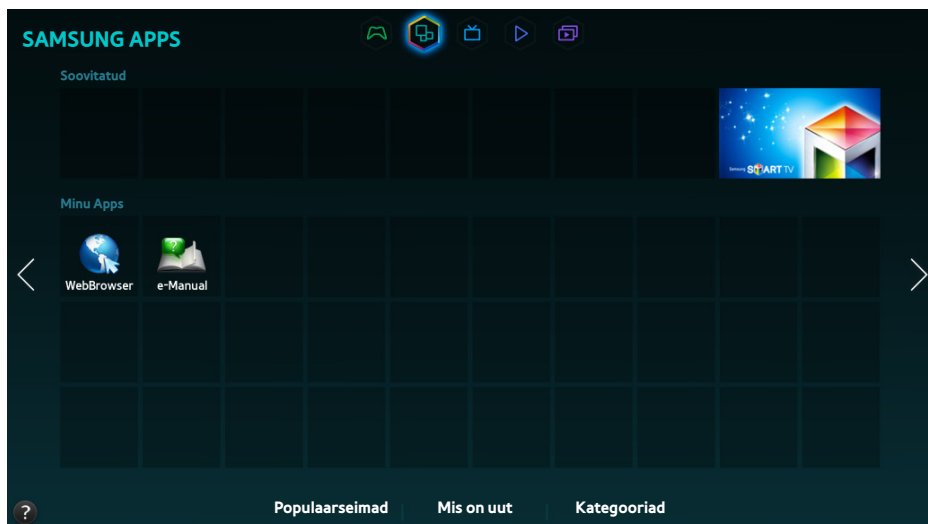 SAMSUNG APPS
Soovitatud
Samsung SMART TV
Minu Apps
WebBrowser
e-Manual
Populaarseimad
Mis on uut
Kategooriad
?